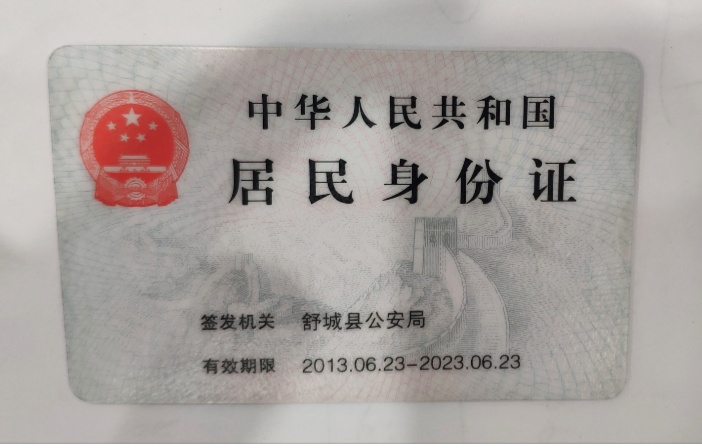 中华人民共和国
居民身份证
签发机关 舒城县公安局
有效期限 2013.06.23-2023.06.23